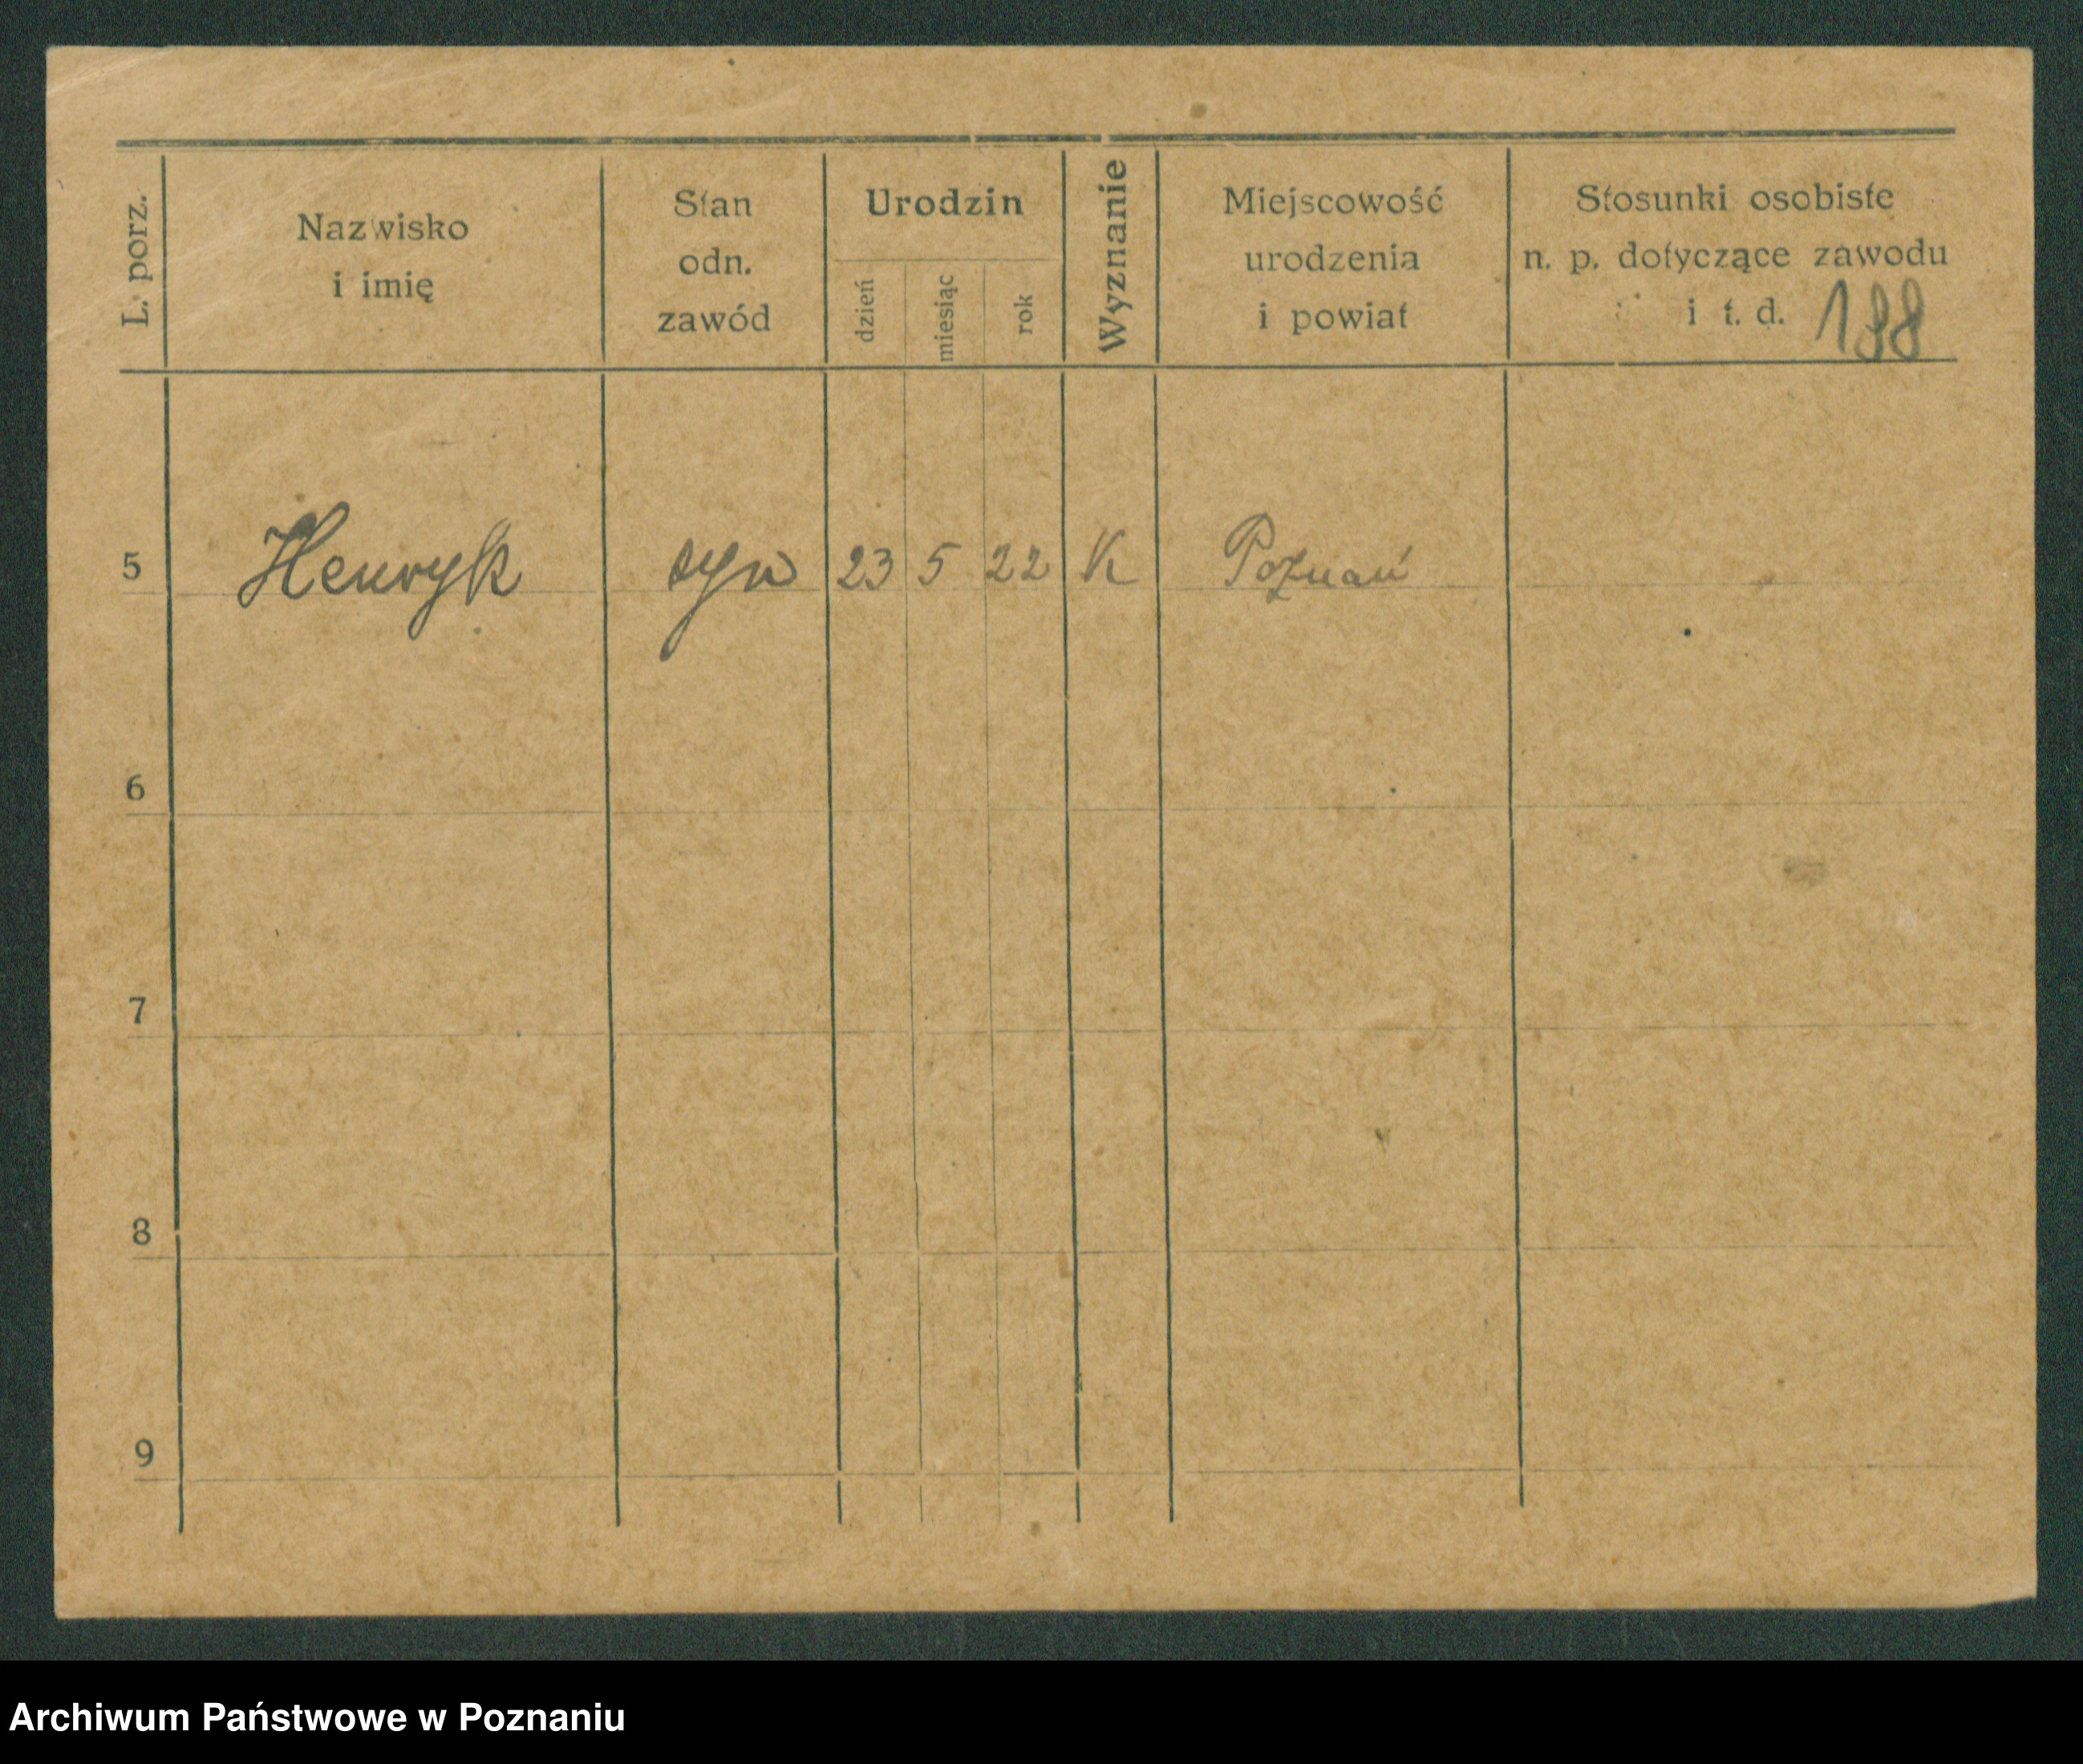 L. porz.
Nazwisko
i imię
Stan
odn.
zawód
Urodzin
dzień
miesiąc
rok
Wyznanie
Miejscowość
urodzenia
i powiat
Stosunki osobiste
n. p. dotyczące zawodu
i t. d. 188
5 Henryk syn 23 5 22 K Poznań
6
7
8
9
Archiwum Państwowe w Poznaniu